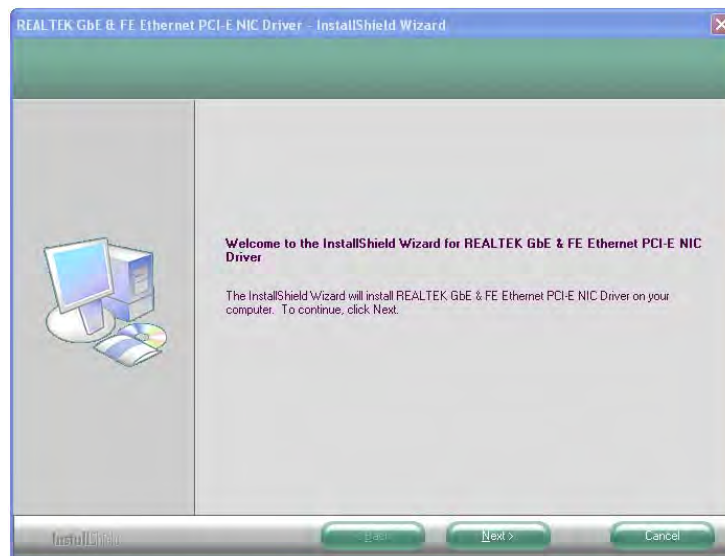 REALTEK GbE & FE Ethernet PCI-E NIC Driver - InstallShield Wizard
Welcome to the InstallShield Wizard for REALTEK GbE & FE Ethernet PCI-E NIC
Driver
The InstallShield Wizard will install REALTEK GbE & FE Ethernet PCI-E NIC Driver on your
computer. To continue, click Next.
InstallShield
< Back
Next >
Cancel